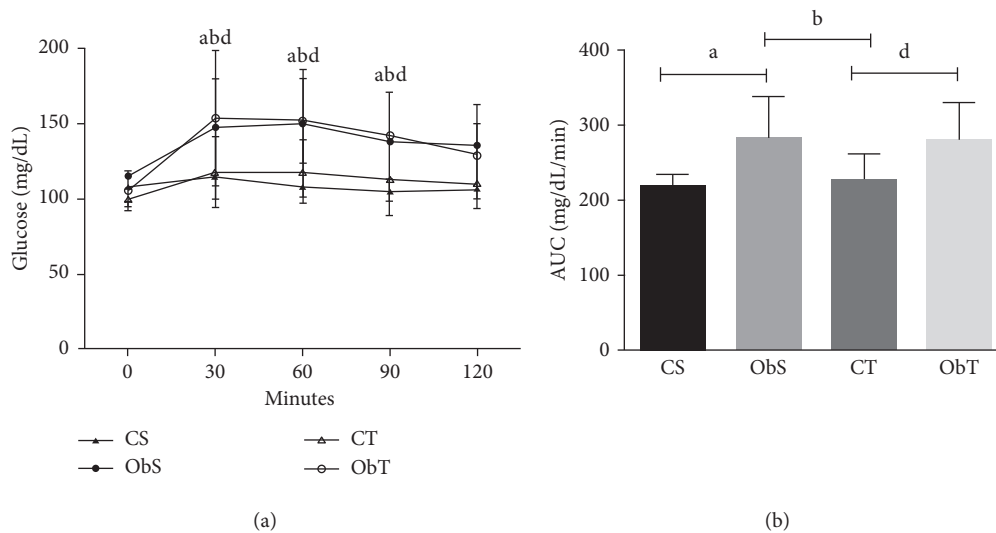 200
150
100
50
0
Glucose (mg/dL)
abd
abd
abd
0 30 60 90 120
Minutes
CS
ObS
CT
ObT
(a)
400
300
200
100
0
AUC (mg/dL/min)
a
b
d
CS ObS CT ObT
(b)